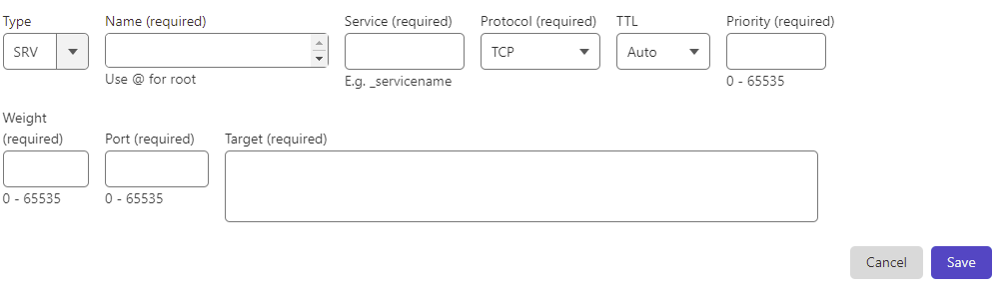 Type Name (required) Service (required) Protocol (required) TTL Priority (required)
SRV TCP Auto
Use @ for root E.g. _servicename 0 - 65535
Weight
(required) Port (required) Target (required)
0 - 65535 0 - 65535
Cancel Save